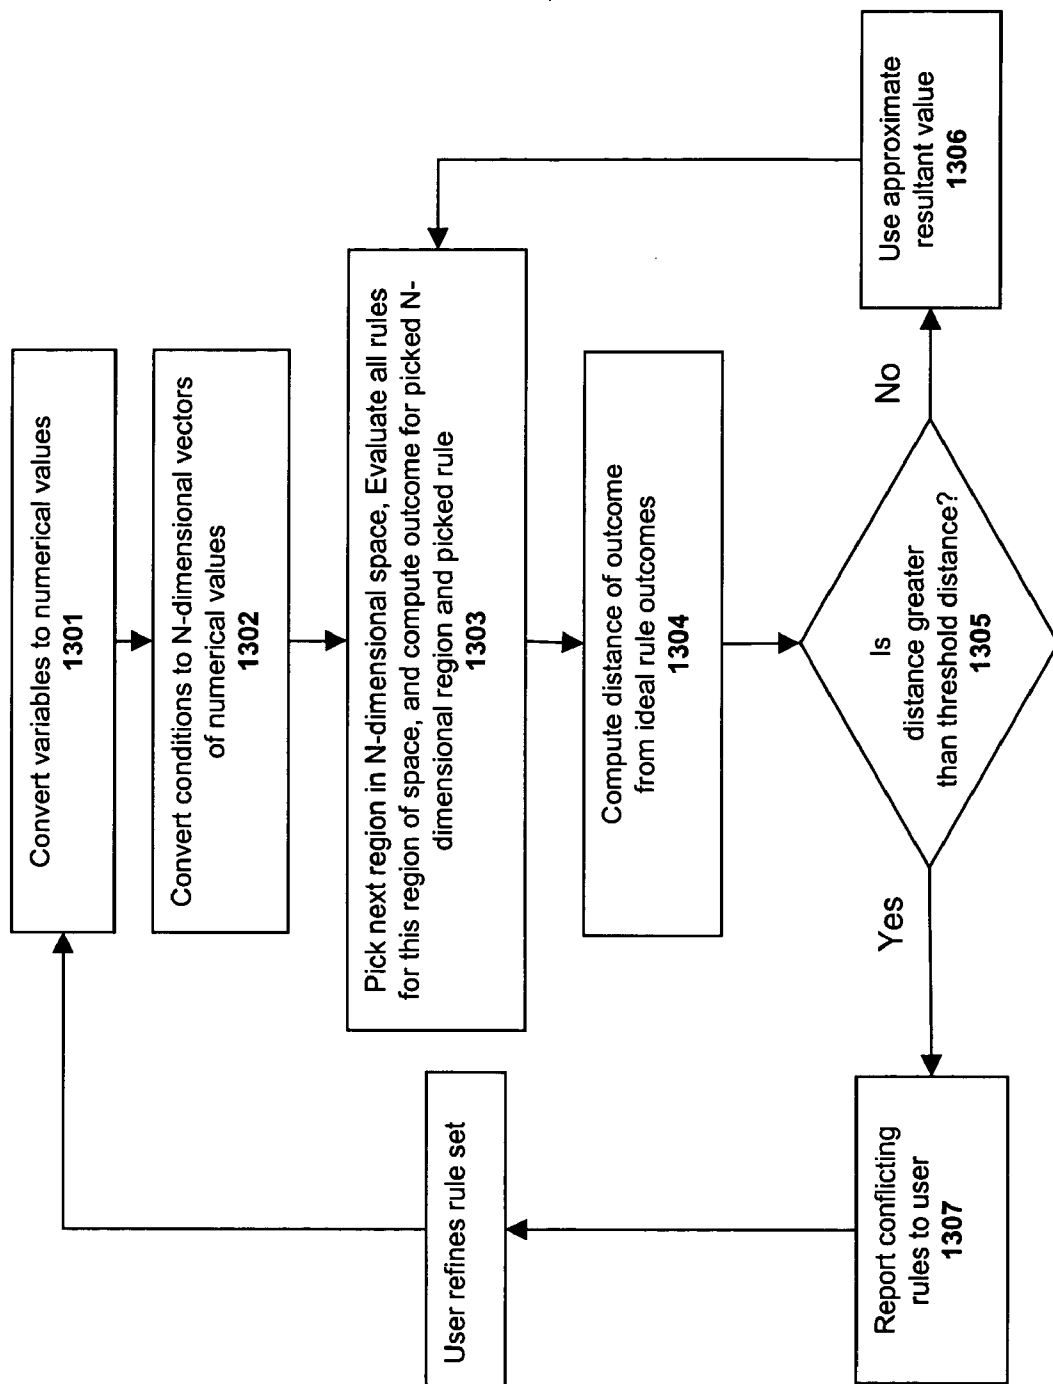 Convert variables to numerical values
1301
Convert conditions to N-dimensional vectors
of numerical values
1302
Pick next region in N-dimensional space, Evaluate all rules
for this region of space, and compute outcome for picked N-
dimensional region and picked rule
1303
Compute distance of outcome
from ideal rule outcomes
1304
Is
distance greater
than threshold distance?
1305
No
Use approximate
resultant value
1306
Yes
Report conflicting
rules to user
1307
User refines rule set